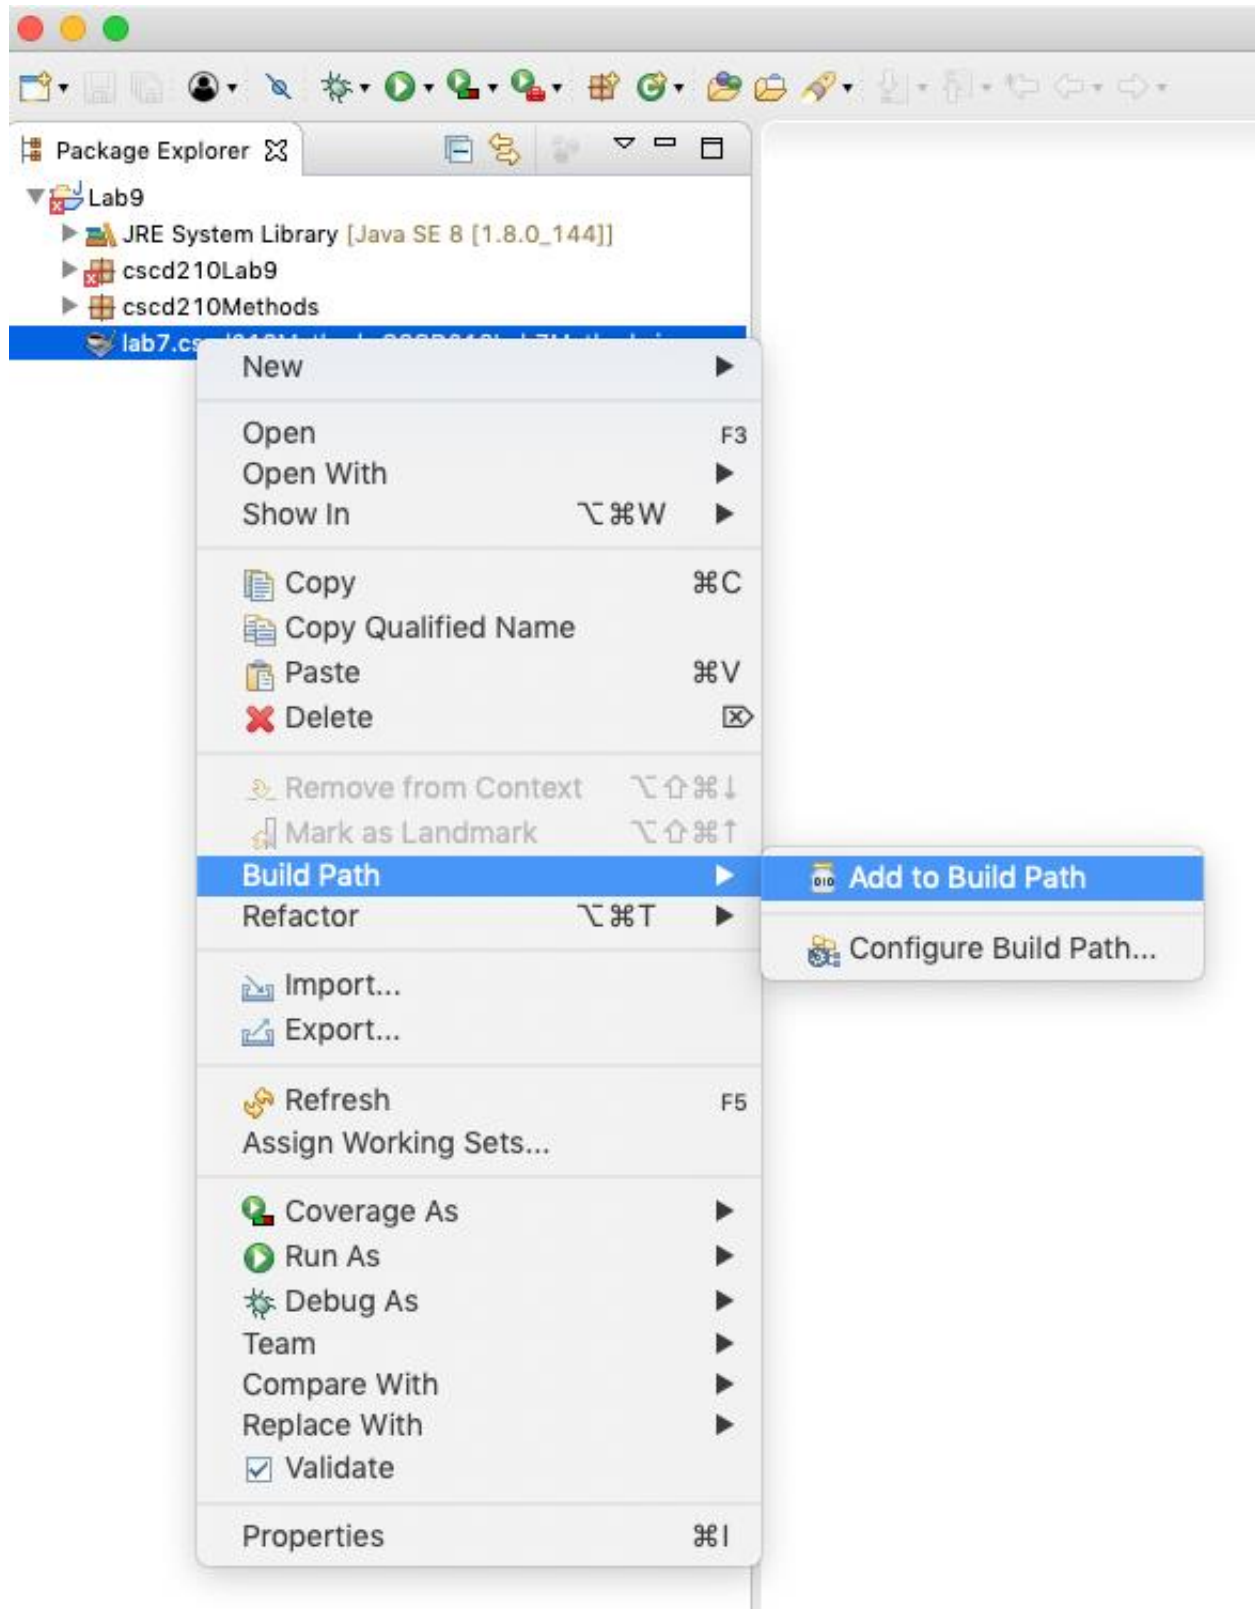 Package Explorer
Lab9
JRE System Library [Java SE 8 [1.8.0_144]]
cscd210Lab9
cscd210Methods
New
Open F3
Open With
Show In ⌥⌘W
Copy ⌘C
Copy Qualified Name
Paste ⌘V
Delete ⌦
Remove from Context ⌥⇧⌘↓
Mark as Landmark ⌥⇧⌘↑
Build Path
Add to Build Path
Refactor ⌥⌘T
Configure Build Path...
Import...
Export...
Refresh F5
Assign Working Sets...
Coverage As
Run As
Debug As
Team
Compare With
Replace With
Validate
Properties ⌘I